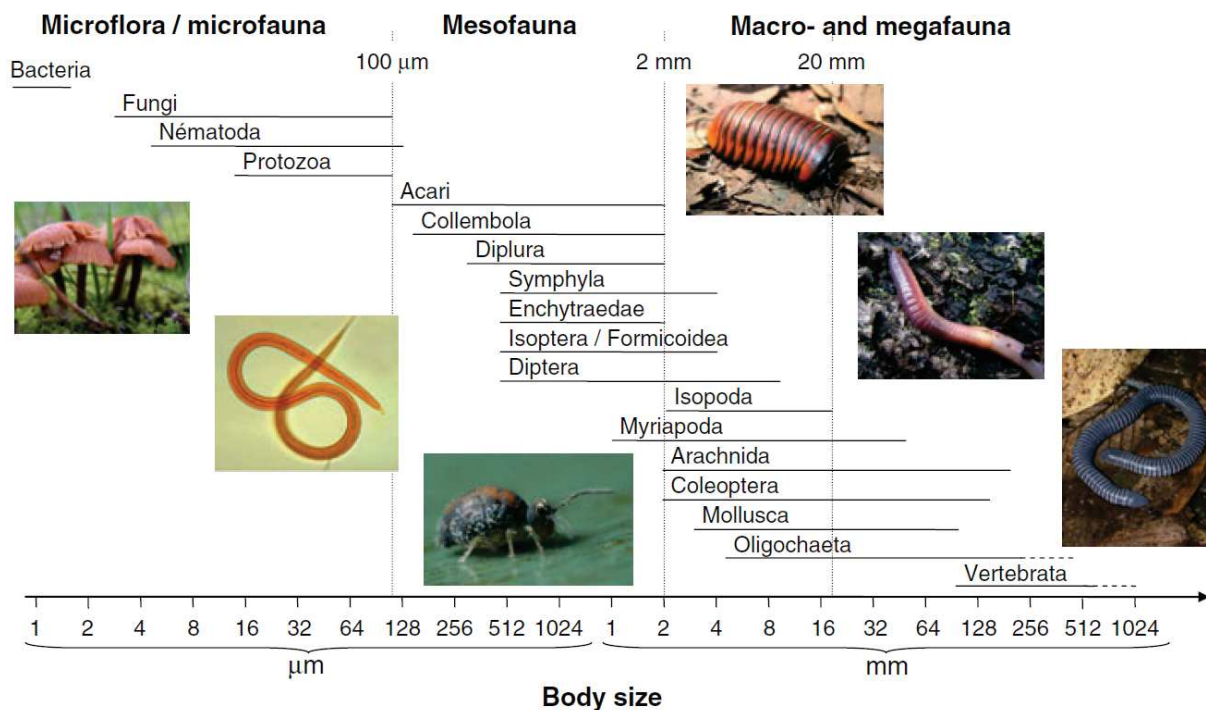 Microflora / microfauna Mesofauna Macro- and megafauna
100 μm 2 mm 20 mm
Bacteria
Fungi
Nématoda
Protozoa
Acari
Collembola
Diplura
Symphyla
Enchytraedae
Isoptera / Formicoidea
Diptera
Isopoda
Myriapoda
Arachnida
Coleoptera
Mollusca
Oligochaeta
Vertebrata
1 2 4 8 16 32 64 128 256 512 1024 1 2 4 8 16 32 64 128 256 512 1024
μm mm
Body size